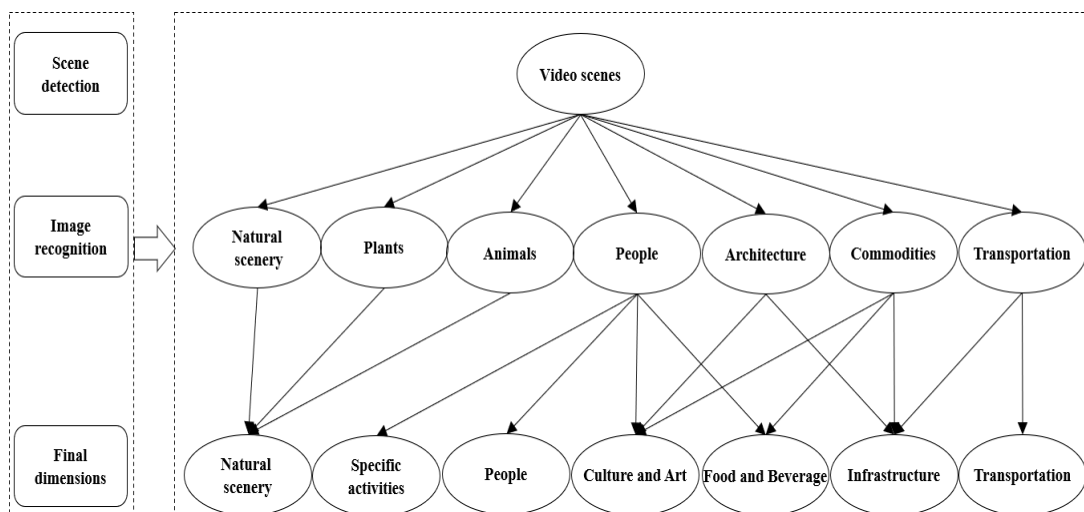 Scene
detection
Video scenes
Image
recognition
Natural
scenery
Plants
Animals
People
Architecture
Commodities
Transportation
Final
dimensions
Natural
scenery
Specific
activities
People
Culture and Art
Food and Beverage
Infrastructure
Transportation